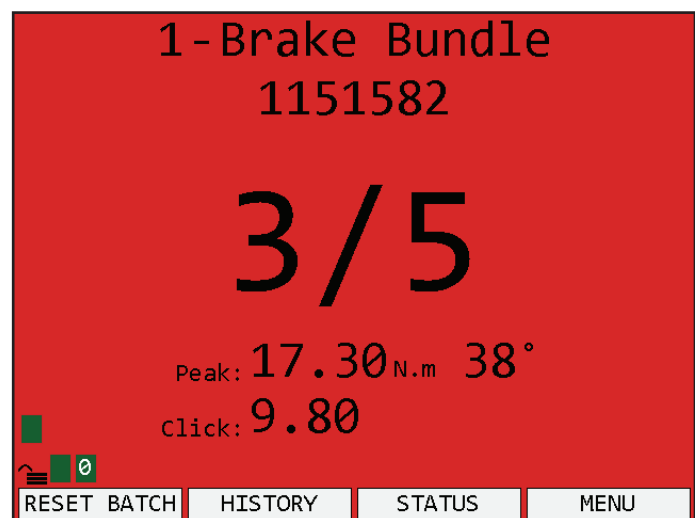 1-Brake Bundle
1151582
3/5
Peak: 17.30 N.m 38°
Click: 9.80
0
RESET BATCH HISTORY STATUS MENU